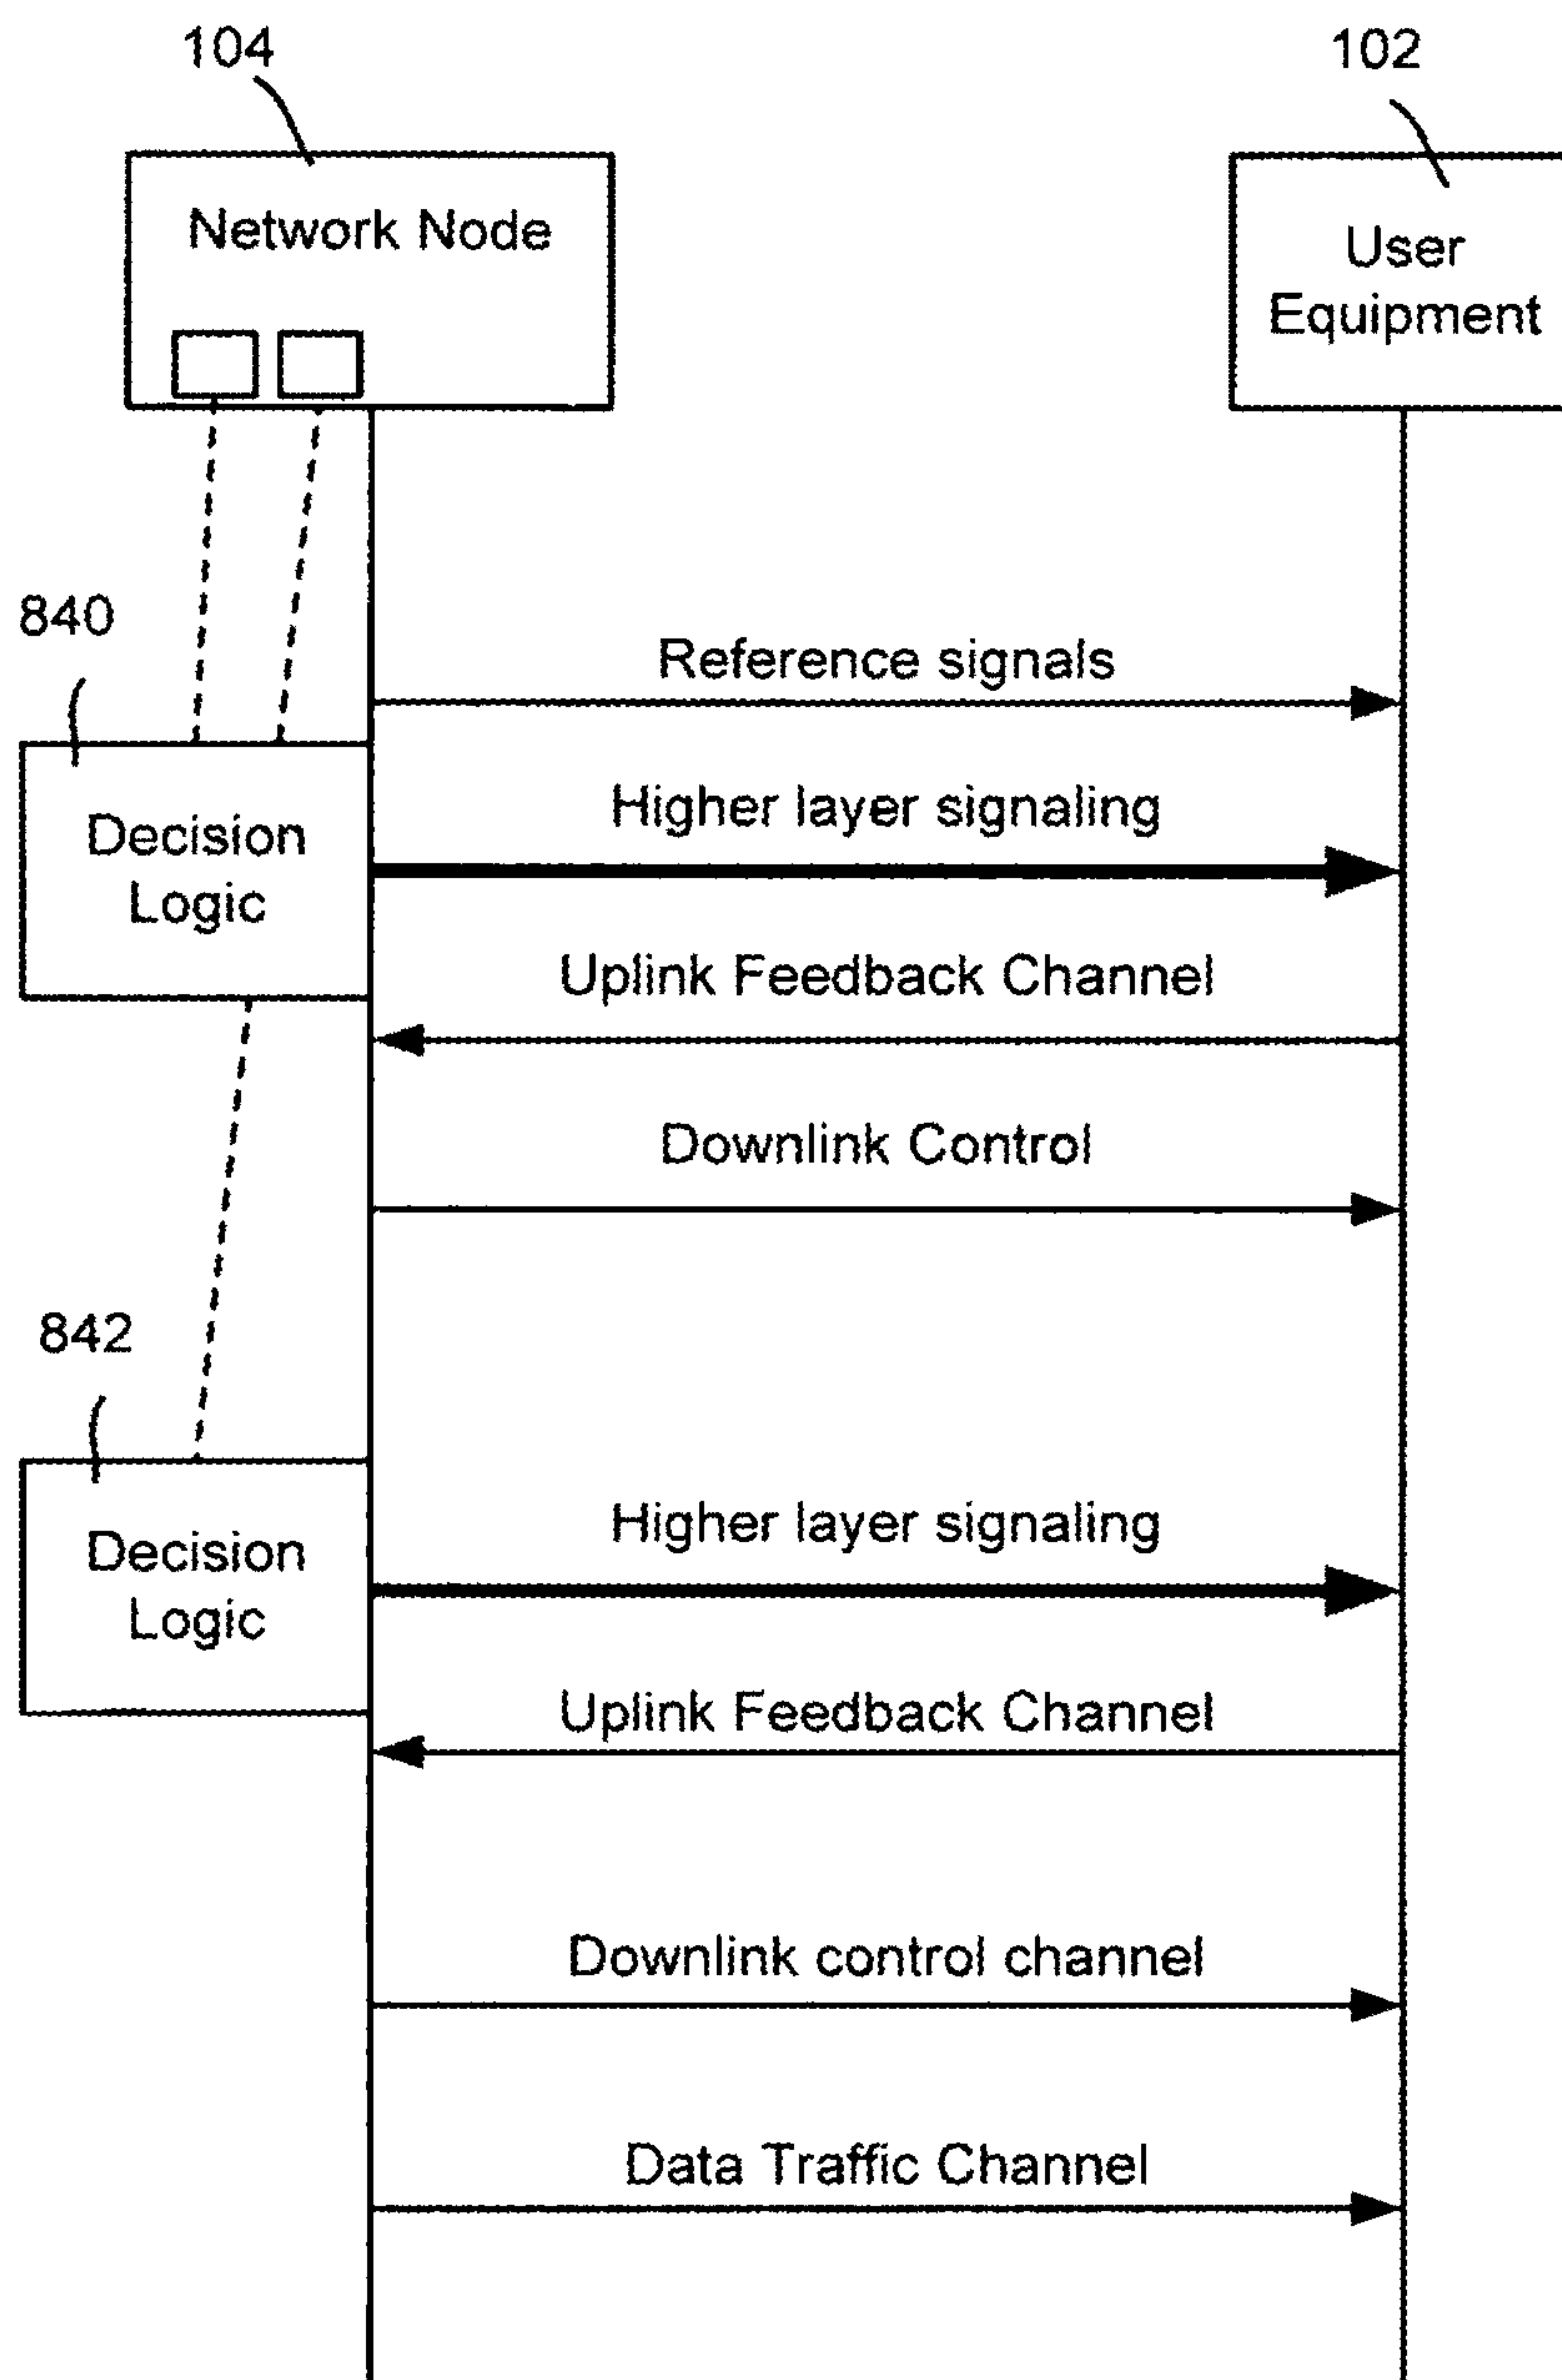 104
102
Network Node
User
Equipment
840
Reference signals
Decision
Logic
Higher layer signaling
Uplink Feedback Channel
Downlink Control
842
Decision
Logic
Higher layer signaling
Uplink Feedback Channel
Downlink control channel
Data Traffic Channel